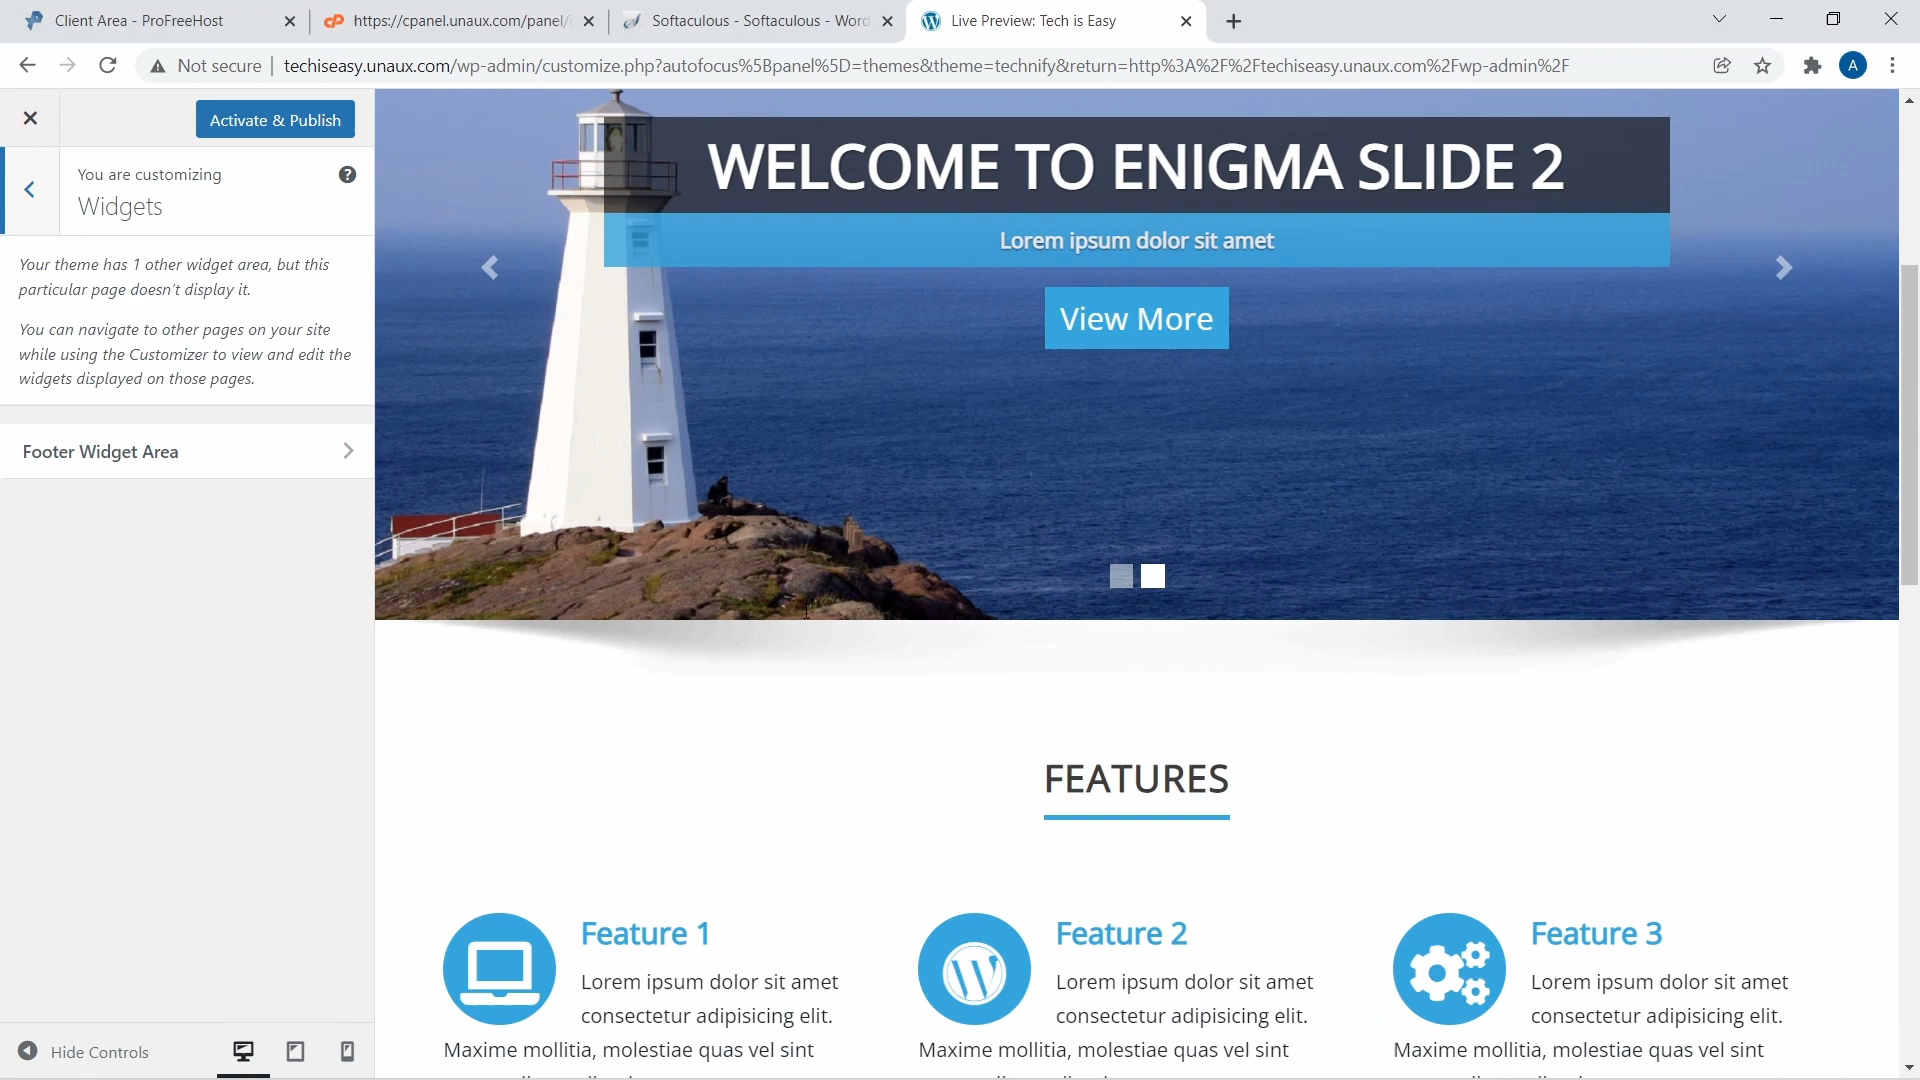 Client Area - ProFreeHost
https://cpanel.unaux.com/panel/i
Softaculous - Softaculous - Word
Live Preview: Tech is Easy
Not secure
techiseasy.unaux.com/wp-admin/customize.php?autofocus%5Bpanel%5D=themes&theme=technify&return=http%3A%2F%2Ftechiseasy.unaux.com%2Fwp-admin%2F
A
Activate & Publish
You are customizing
Widgets
Your theme has 1 other widget area, but this
particular page doesn’t display it.
You can navigate to other pages on your site
while using the Customizer to view and edit the
widgets displayed on those pages.
Footer Widget Area
Hide Controls
WELCOME TO ENIGMA SLIDE 2
Lorem ipsum dolor sit amet
View More
FEATURES
Feature 1
Lorem ipsum dolor sit amet
consectetur adipisicing elit.
Maxime mollitia, molestiae quas vel sint
Feature 2
Lorem ipsum dolor sit amet
consectetur adipisicing elit.
Maxime mollitia, molestiae quas vel sint
Feature 3
Lorem ipsum dolor sit amet
consectetur adipisicing elit.
Maxime mollitia, molestiae quas vel sint